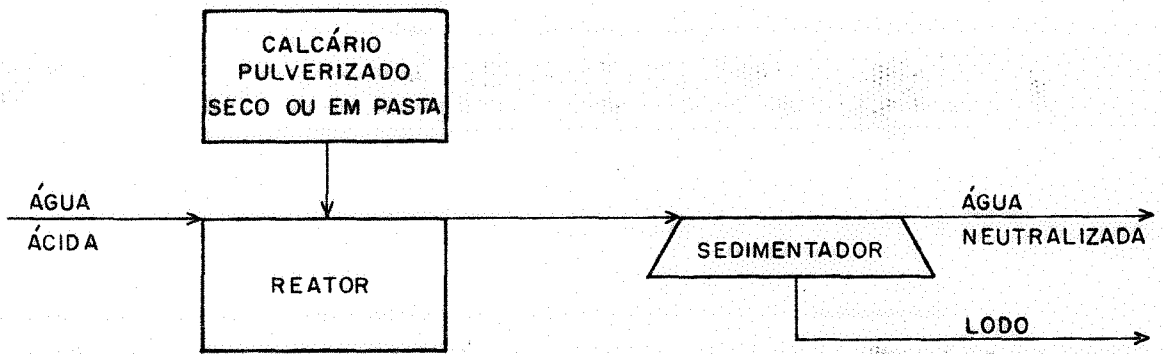 CALCÁRIO
PULVERIZADO
SECO OU EM PASTA
ÁGUA
ÁCIDA
REATOR
SEDIMENTADOR
ÁGUA
NEUTRALIZADA
LODO